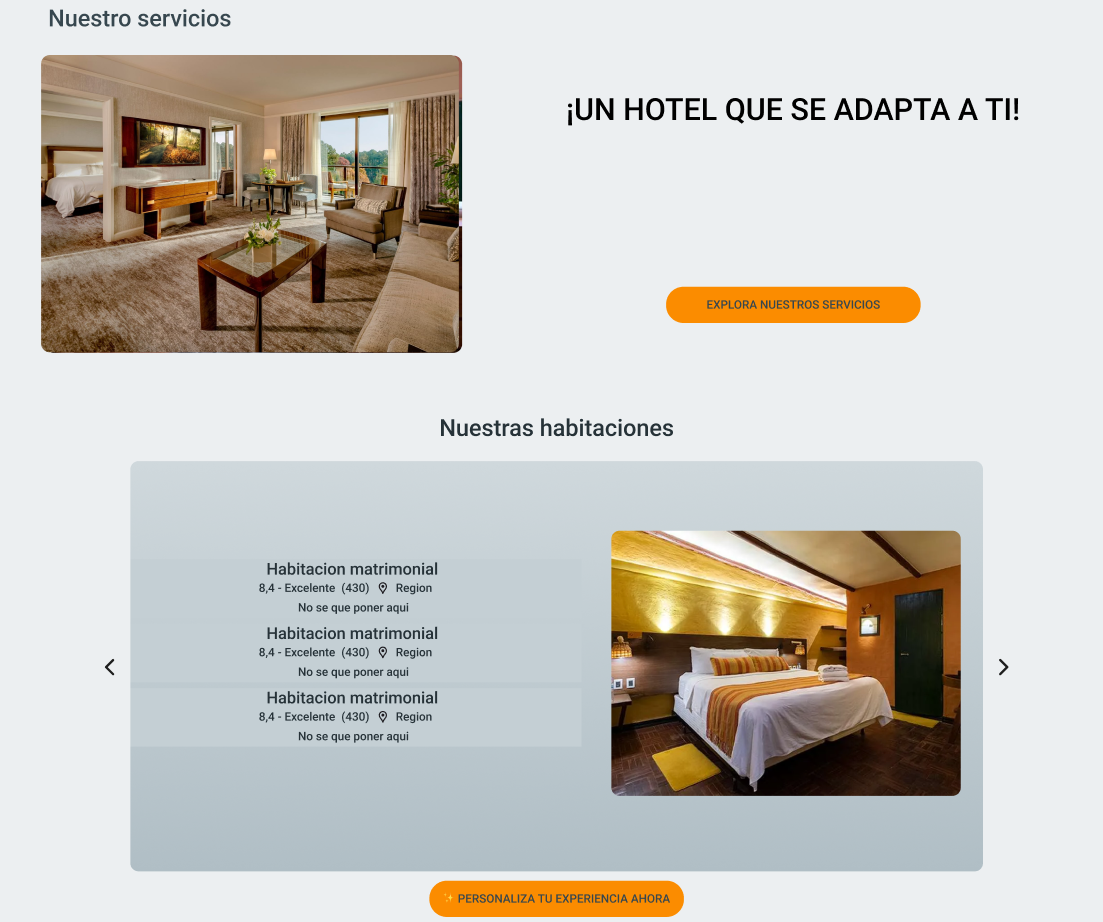 Nuestro servicios
¡UN HOTEL QUE SE ADAPTA A TI!
EXPLORA NUESTROS SERVICIOS
Nuestras habitaciones
Habitacion matrimonial
8,4 - Excelente (430) Region
No se que poner aqui
Habitacion matrimonial
8,4 - Excelente (430) Region
No se que poner aqui
Habitacion matrimonial
8,4 - Excelente (430) Region
No se que poner aqui
✨ PERSONALIZA TU EXPERIENCIA AHORA